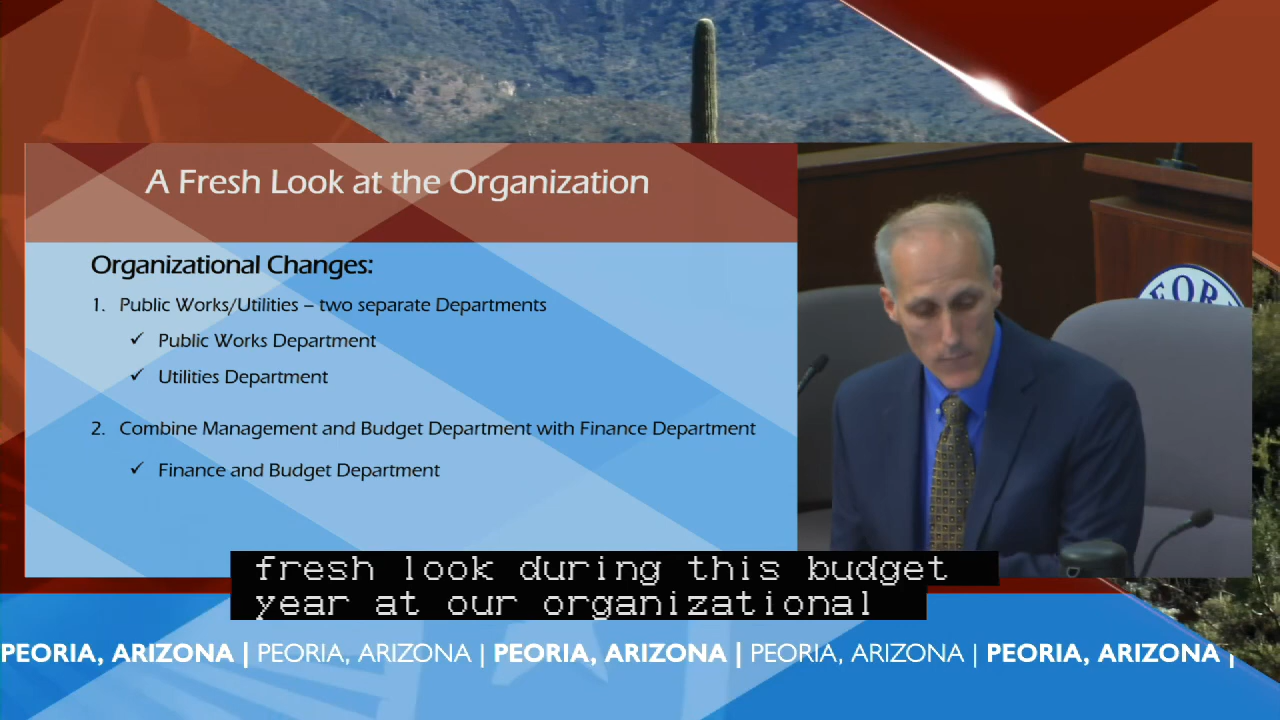 A Fresh Look at the Organization
Organizational Changes:
1. Public Works/Utilities – two separate Departments
✓ Public Works Department
✓ Utilities Department
2. Combine Management and Budget Department with Finance Department
✓ Finance and Budget Department
fresh look during this budget
year at our organizational
PEORIA, ARIZONA | PEORIA, ARIZONA | PEORIA, ARIZONA | PEORIA, ARIZONA | PEORIA, ARIZONA |